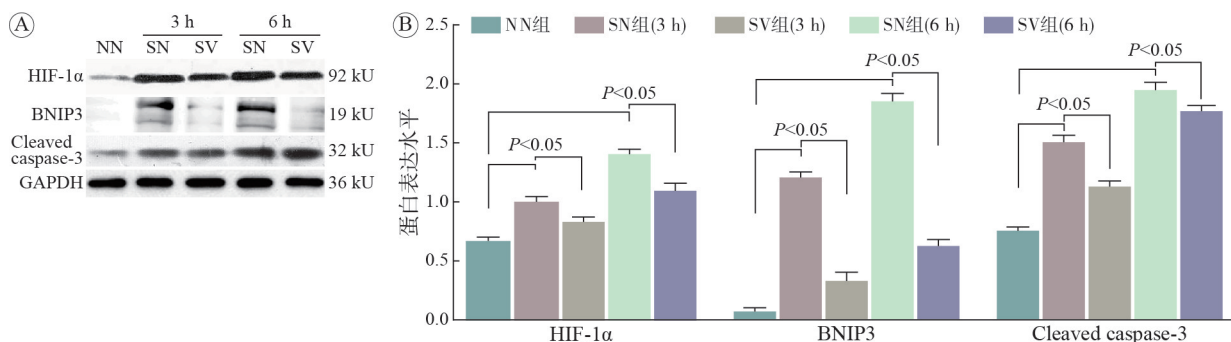 A
3 h
6 h
NN
SN
SV
SN
SV
HIF-1α
92 kU
BNIP3
19 kU
Cleaved
caspase-3
32 kU
GAPDH
36 kU
B
NN组
SN组(3 h)
SV组(3 h)
SN组(6 h)
SV组(6 h)
蛋白表达水平
2.5
2.0
1.5
1.0
0.5
0.0
P<0.05
P<0.05
P<0.05
P<0.05
P<0.05
P<0.05
HIF-1α
BNIP3
Cleaved caspase-3